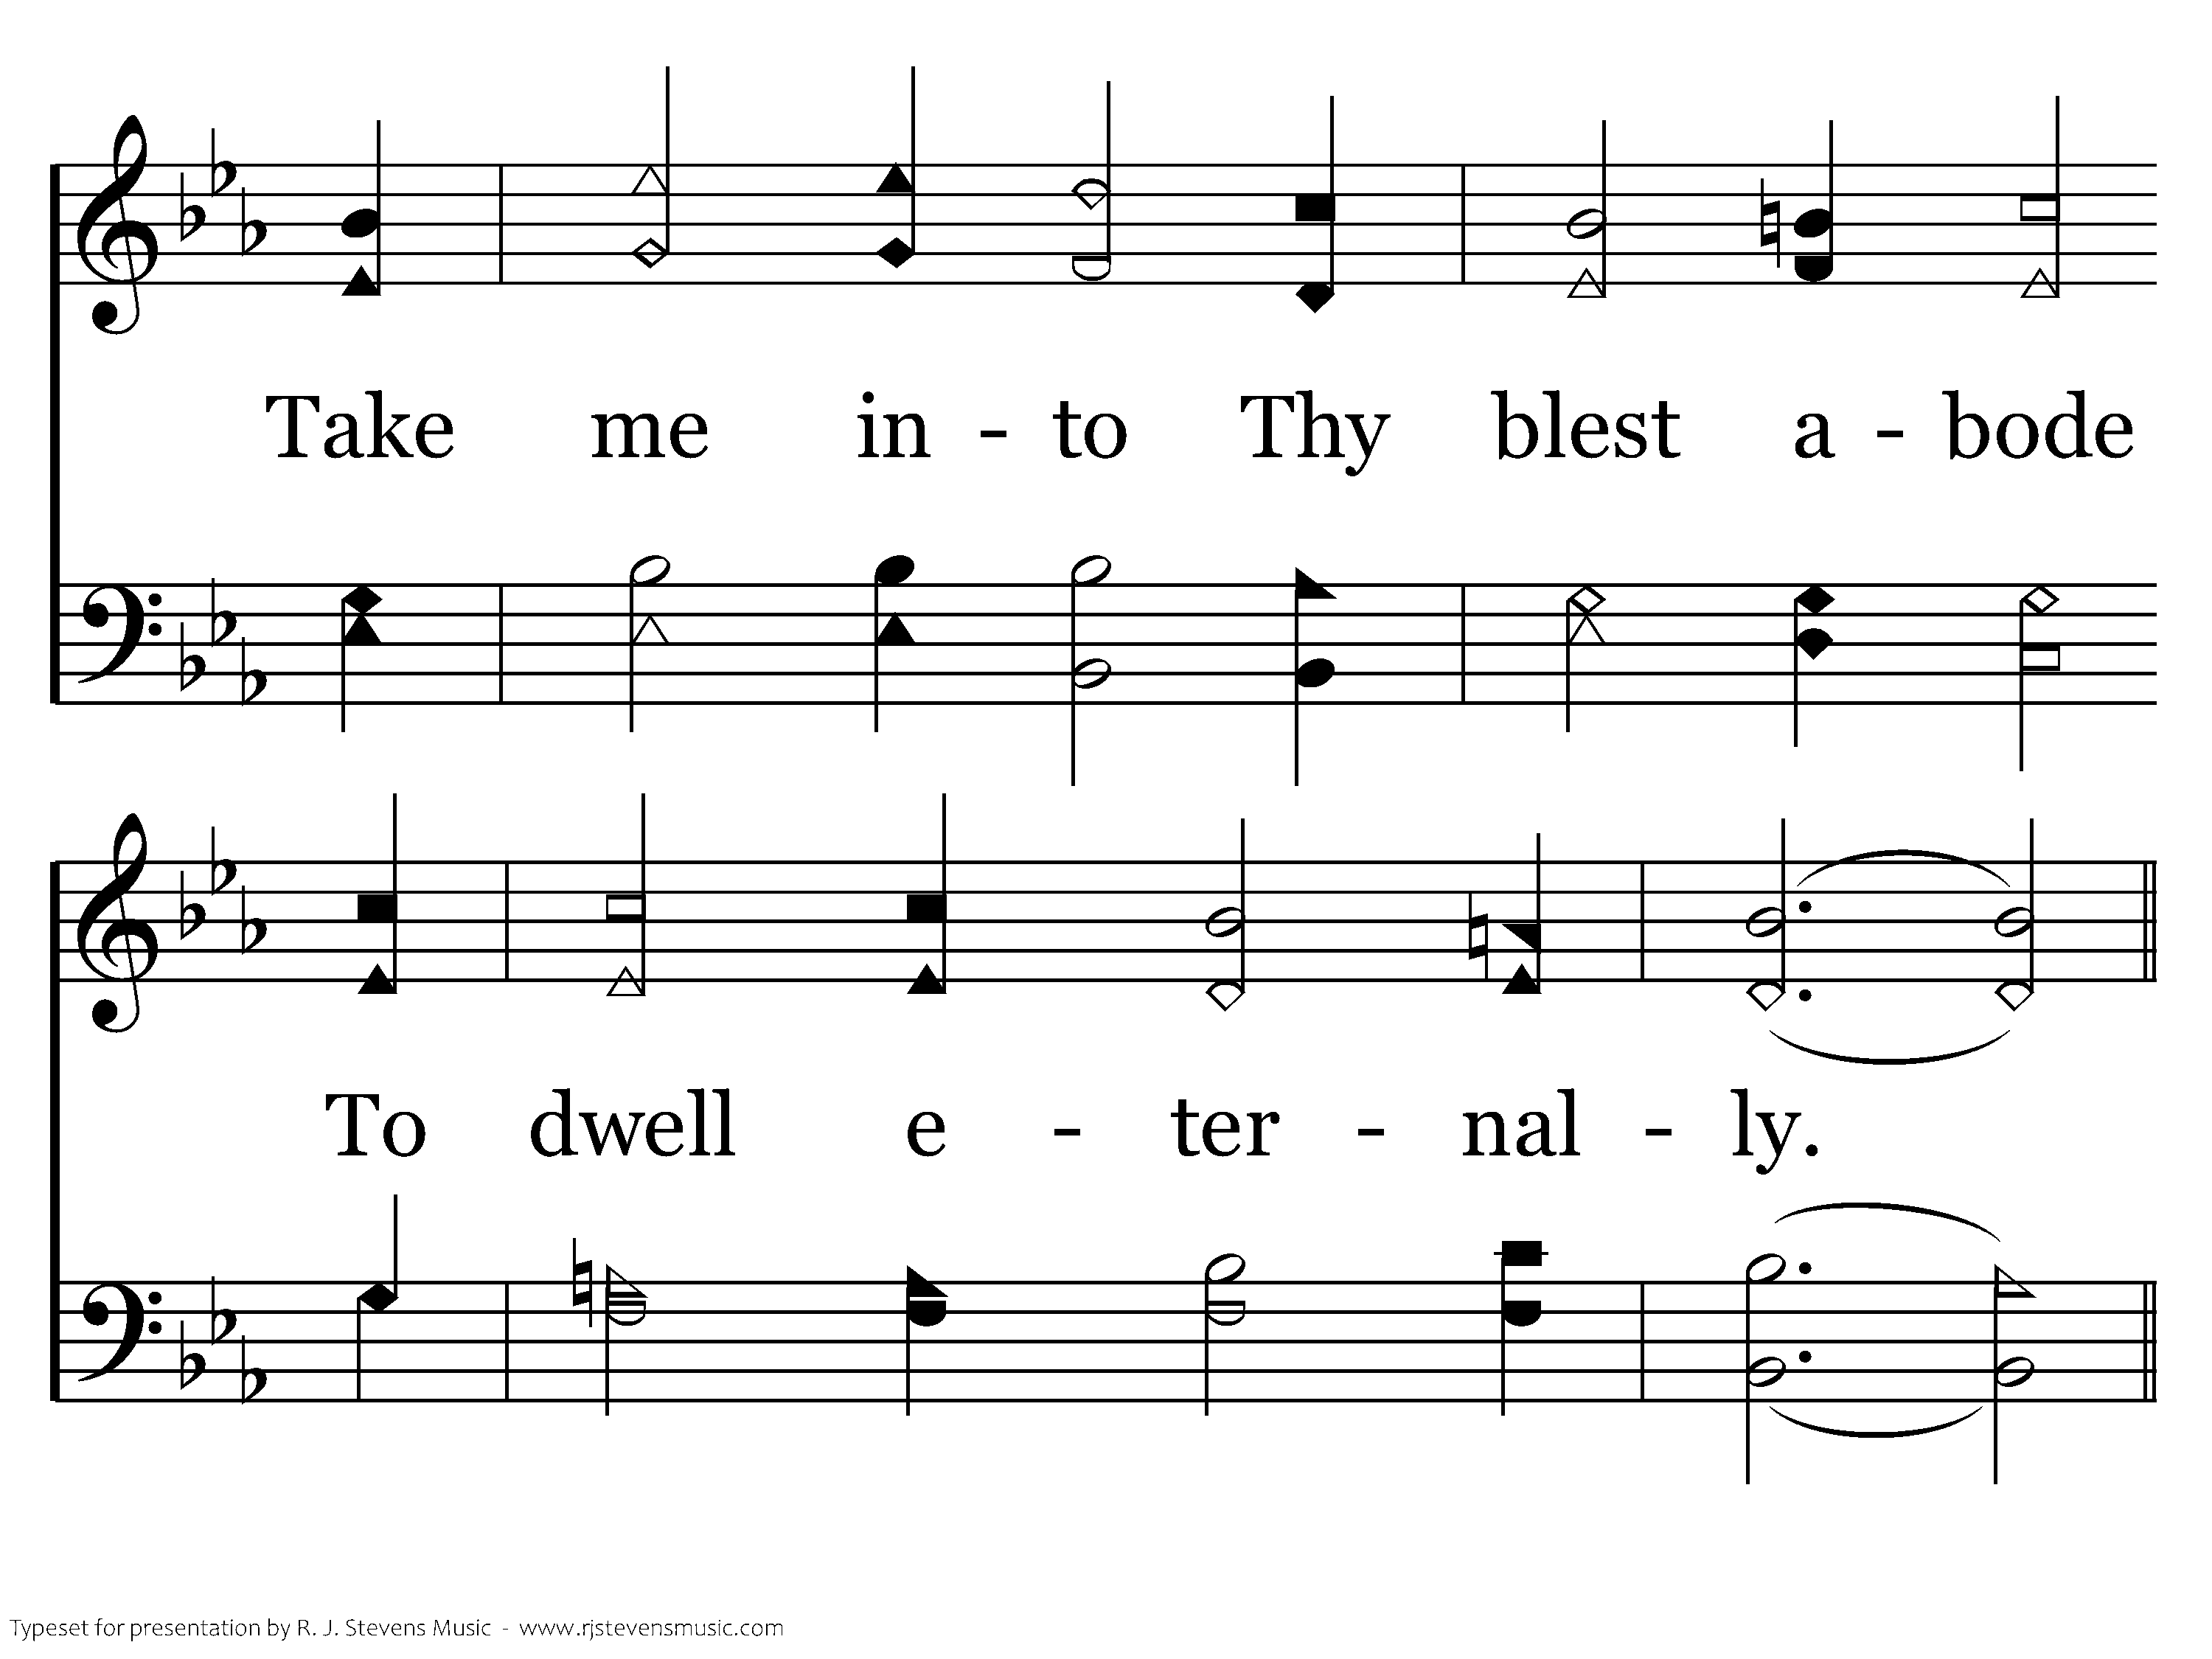 Take me in - to Thy blest a - bode
To dwell e - ter - nal - ly.
Typeset for presentation by R. J. Stevens Music - www.rjstevensmusic.com